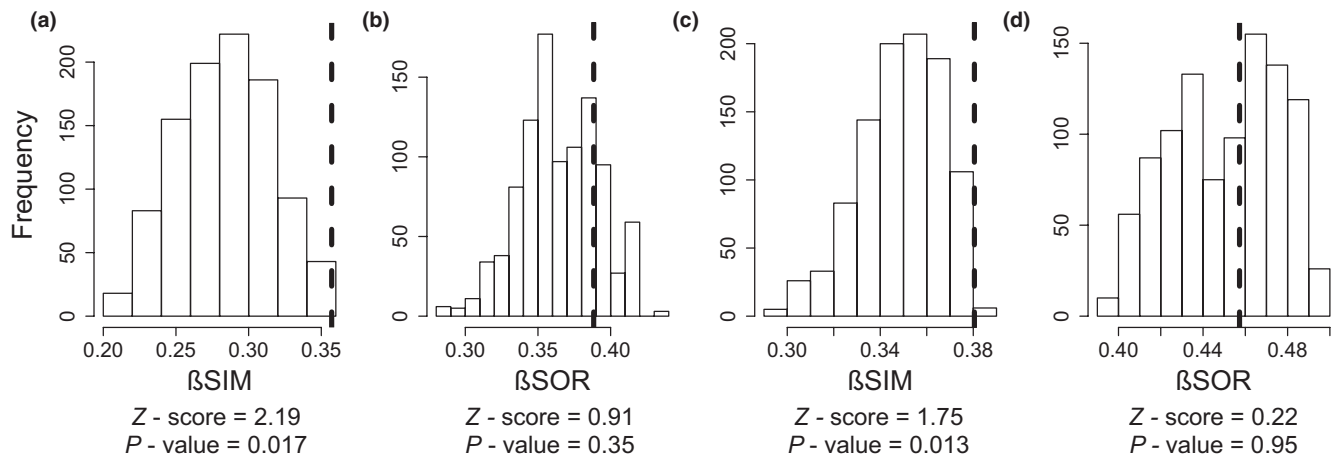 (a) (b) (c) (d)
Frequency
0 50 100 150 200
0.20 0.25 0.30 0.35
ßSIM
Z - score = 2.19
P - value = 0.017
0 50 100 150
0.30 0.35 0.40
ßSOR
Z - score = 0.91
P - value = 0.35
0 50 100 150 200
0.30 0.34 0.38
ßSIM
Z - score = 1.75
P - value = 0.013
0 50 100 150
0.40 0.44 0.48
ßSOR
Z - score = 0.22
P - value = 0.95